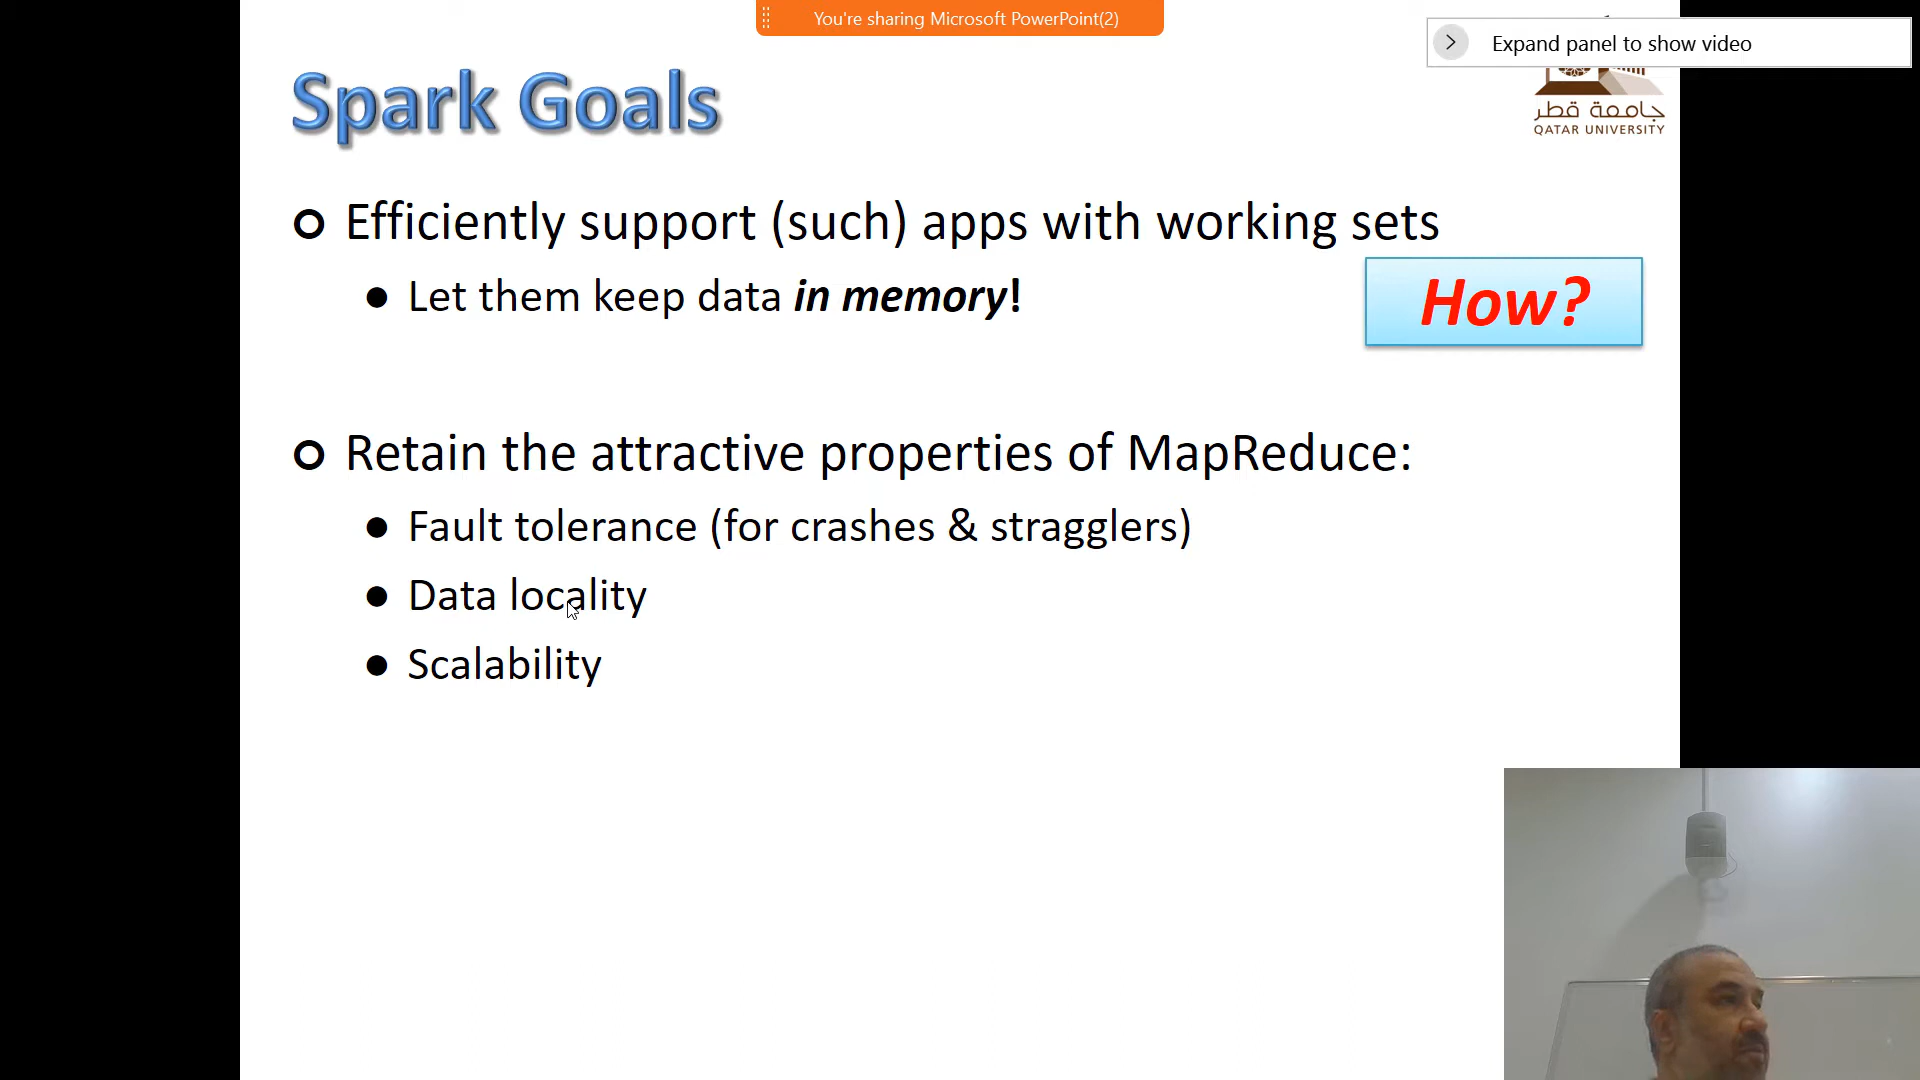 You're sharing Microsoft PowerPoint(2)
Expand panel to show video
Spark Goals
جامعة قطر
QATAR UNIVERSITY
Efficiently support (such) apps with working sets
Let them keep data in memory!
How?
Retain the attractive properties of MapReduce:
Fault tolerance (for crashes & stragglers)
Data locality
Scalability